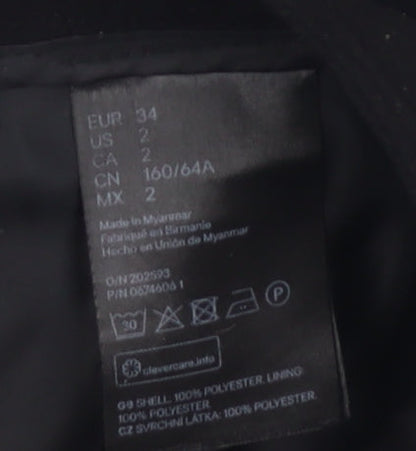 EUR 34
US 2
CA 2
CN 160/64A
MX 2
Made in Myanmar
Fabriqué en Birmanie
Hecho en Unión de Myanmar
O/N 202593
P/N 0674606 1
30
P
clevercare.info
GB SHELL: 100% POLYESTER. LINING:
100% POLYESTER.
CZ SVRCHNÍ LÁTKA: 100% POLYESTER.